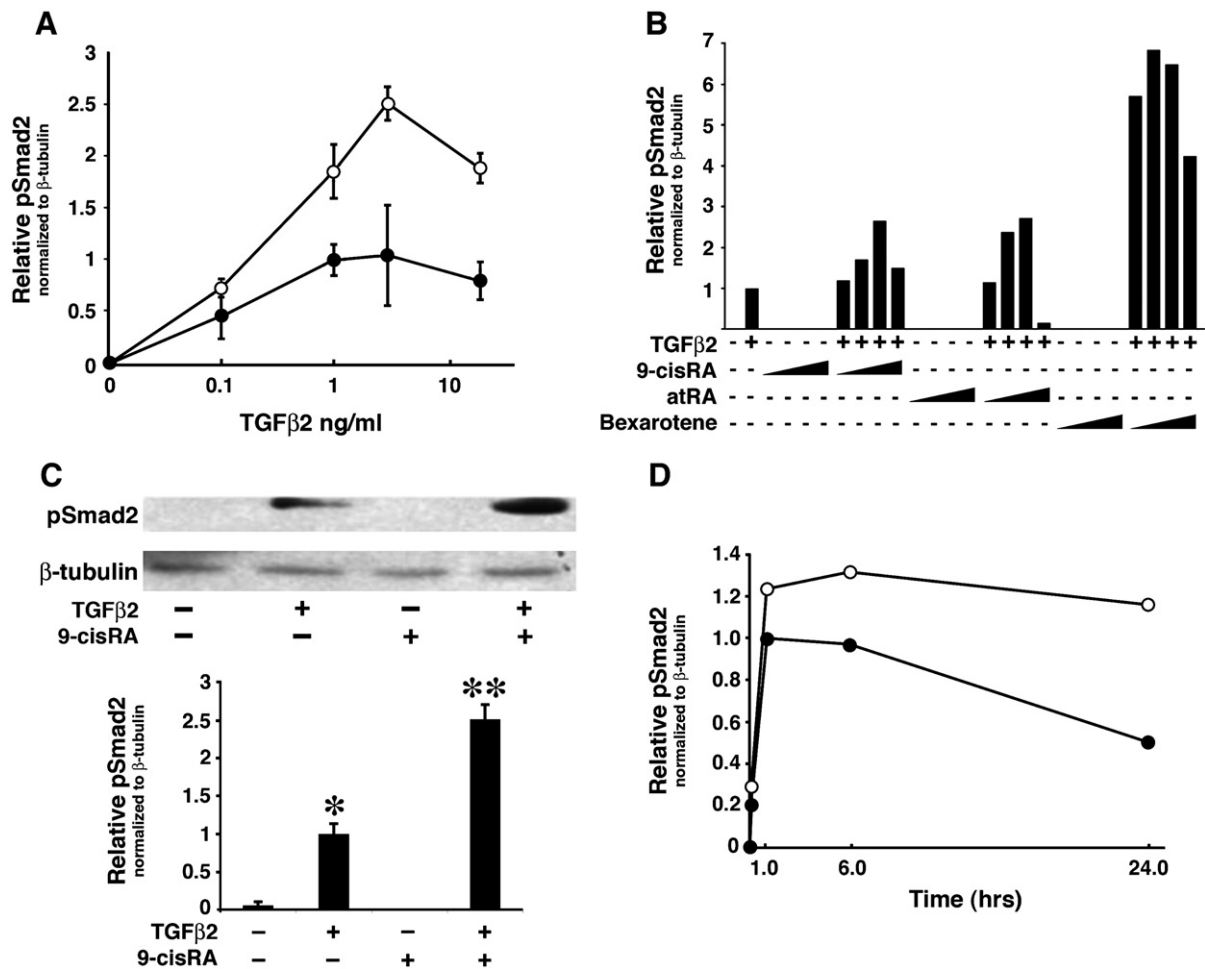 A
Relative pSmad2
normalized to β-tubulin
3
2.5
2
1.5
1
0.5
0
0 0.1 1 10
TGFβ2 ng/ml
B
Relative pSmad2
normalized to β-tubulin
7
6
5
4
3
2
1
TGFβ2 - + - - - - + + + + - - - - + + + + - - - - + + + +
9-cisRA - - - - - - - - - - - - - - - - - -
atRA - - - - - - - - - - - - - - - - - -
Bexarotene - - - - - - - - - - - - - - - - - -
C
pSmad2
β-tubulin
TGFβ2 - + - +
9-cisRA - - + +
Relative pSmad2
normalized to β-tubulin
3
2.5
2
1.5
1
0.5
0
*
**
TGFβ2 - + - +
9-cisRA - - + +
D
Relative pSmad2
normalized to β-tubulin
1.4
1.2
1.0
0.8
0.6
0.4
0.2
0
1.0 6.0 24.0
Time (hrs)